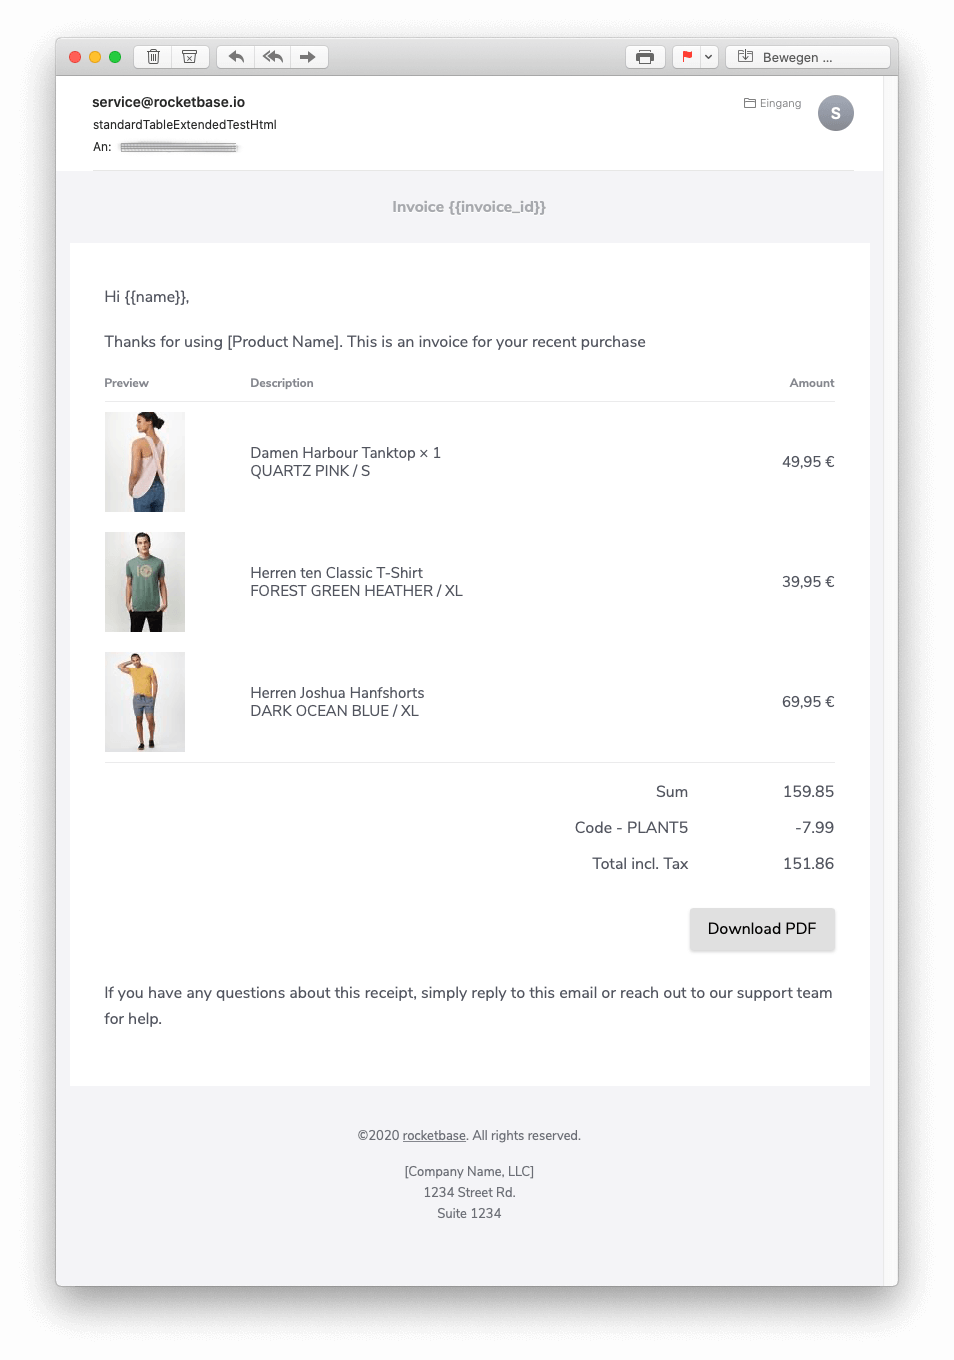 Bewegen ...
service@rocketbase.io
Eingang
S
standardTableExtendedTestHtml
An:
Invoice {{invoice_id}}
Hi {{name}},
Thanks for using [Product Name]. This is an invoice for your recent purchase
Preview Description Amount
Damen Harbour Tanktop × 1
QUARTZ PINK / S
49,95 €
Herren ten Classic T-Shirt
FOREST GREEN HEATHER / XL
39,95 €
Herren Joshua Hanfshorts
DARK OCEAN BLUE / XL
69,95 €
Sum 159.85
Code - PLANT5 -7.99
Total incl. Tax 151.86
Download PDF
If you have any questions about this receipt, simply reply to this email or reach out to our support team
for help.
©2020 rocketbase. All rights reserved.
[Company Name, LLC]
1234 Street Rd.
Suite 1234